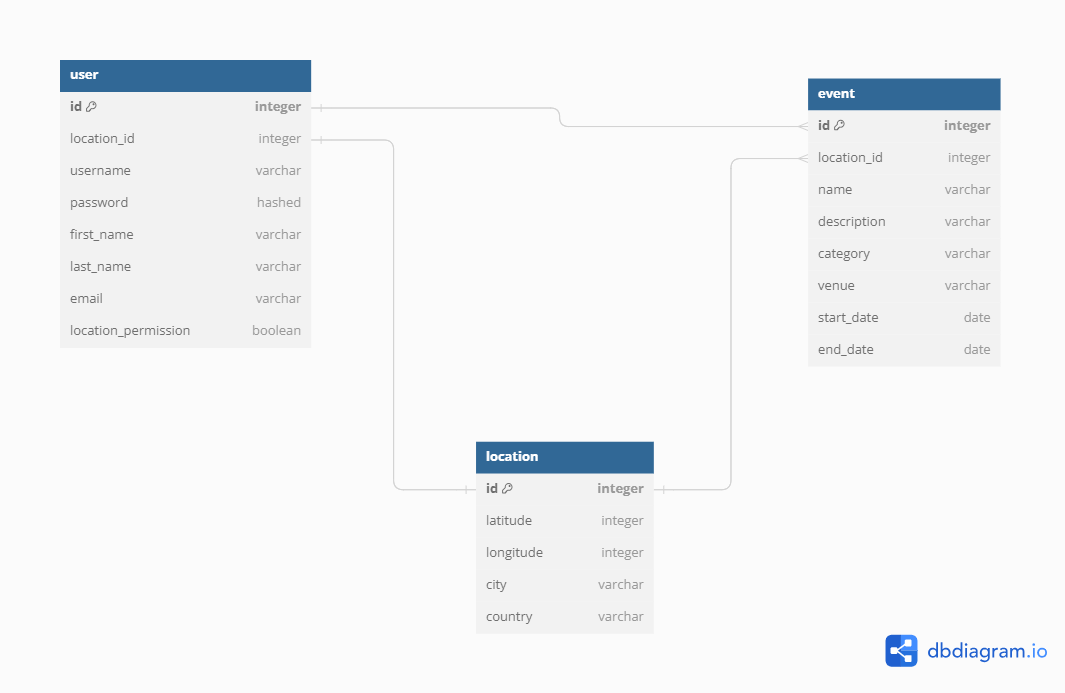 user
id integer
location_id integer
username varchar
password hashed
first_name varchar
last_name varchar
email varchar
location_permission boolean
event
id integer
location_id integer
name varchar
description varchar
category varchar
venue varchar
start_date date
end_date date
location
id integer
latitude integer
longitude integer
city varchar
country varchar
dbdiagram.io